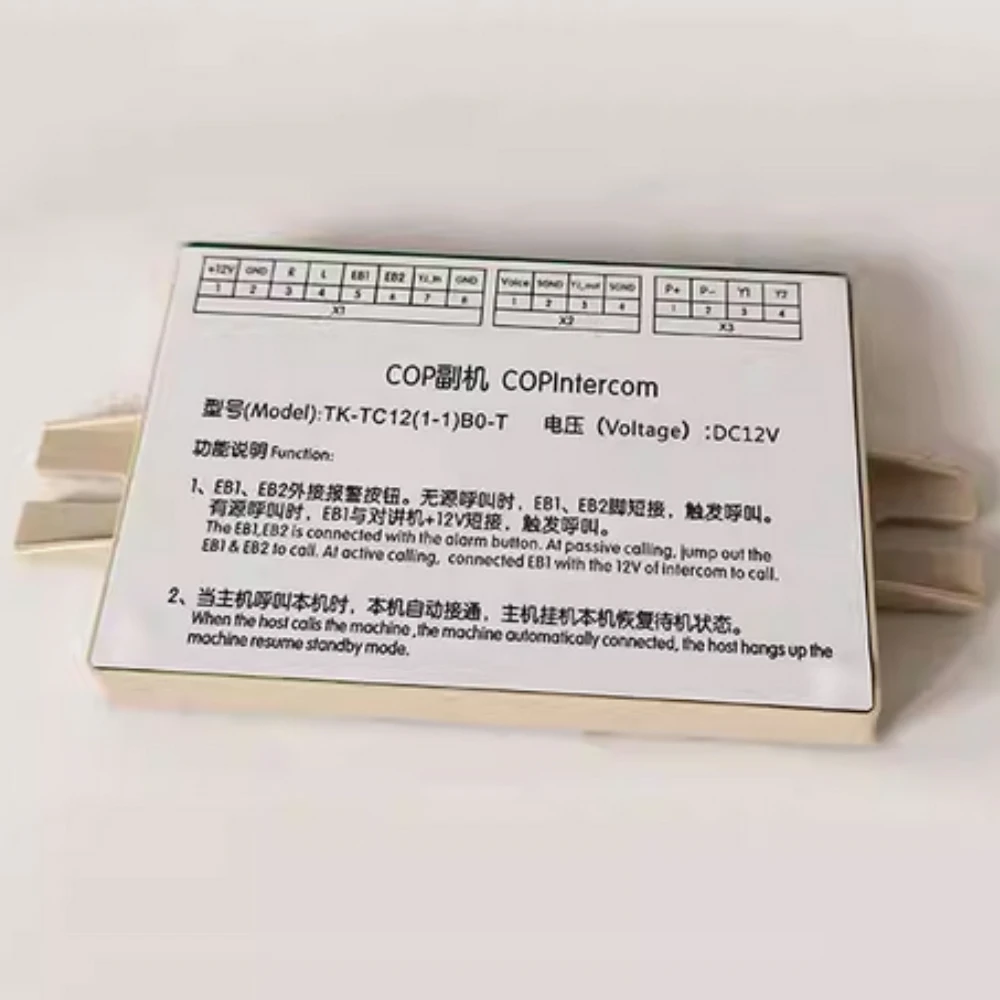 +12V GND R L EB1 EB2 YJ_in GND
1 2 3 4 5 6 7 8
X1
Voice SGND YJ_out SGND
1 2 3 4
X2
P+ P- Y1 Y2
1 2 3 4
X3
COP副机 COPIntercom
型号(Model):TK-TC12(1-1)B0-T 电压（Voltage）:DC12V
功能说明 Function:
1、EB1、EB2外接报警按钮。无源呼叫时，EB1、EB2脚短接，触发呼叫。
有源呼叫时，EB1与对讲机+12V短接，触发呼叫。
The EB1,EB2 is connected with the alarm button. At passive calling, jump out the
EB1 & EB2 to call. At active calling, connected EB1 with the 12V of intercom to call.
2、当主机呼叫本机时，本机自动接通，主机挂机本机恢复待机状态。
When the host calls the machine ,the machine automatically connected, the host hangs up the
machine resume standby mode.